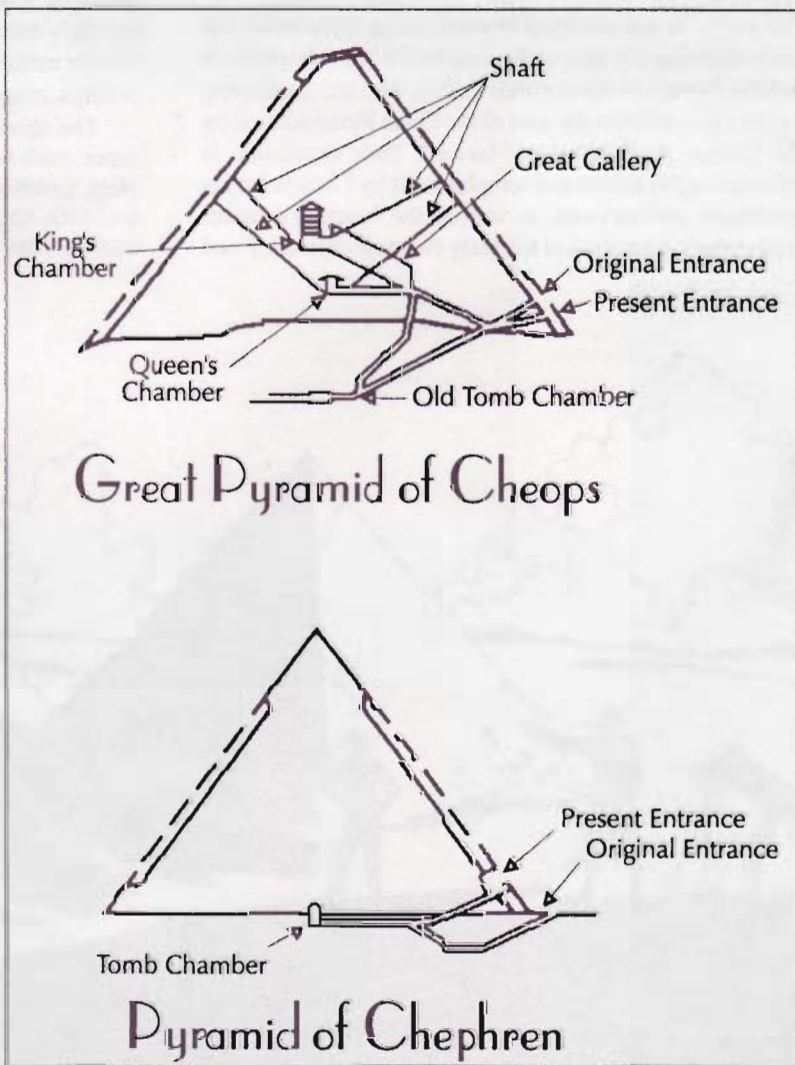 Shaft
Great Gallery
King's
Chamber
Original Entrance
Present Entrance
Queen's
Chamber
Old Tomb Chamber
Great Pyramid of Cheops
Present Entrance
Original Entrance
Tomb Chamber
Pyramid of Chephren